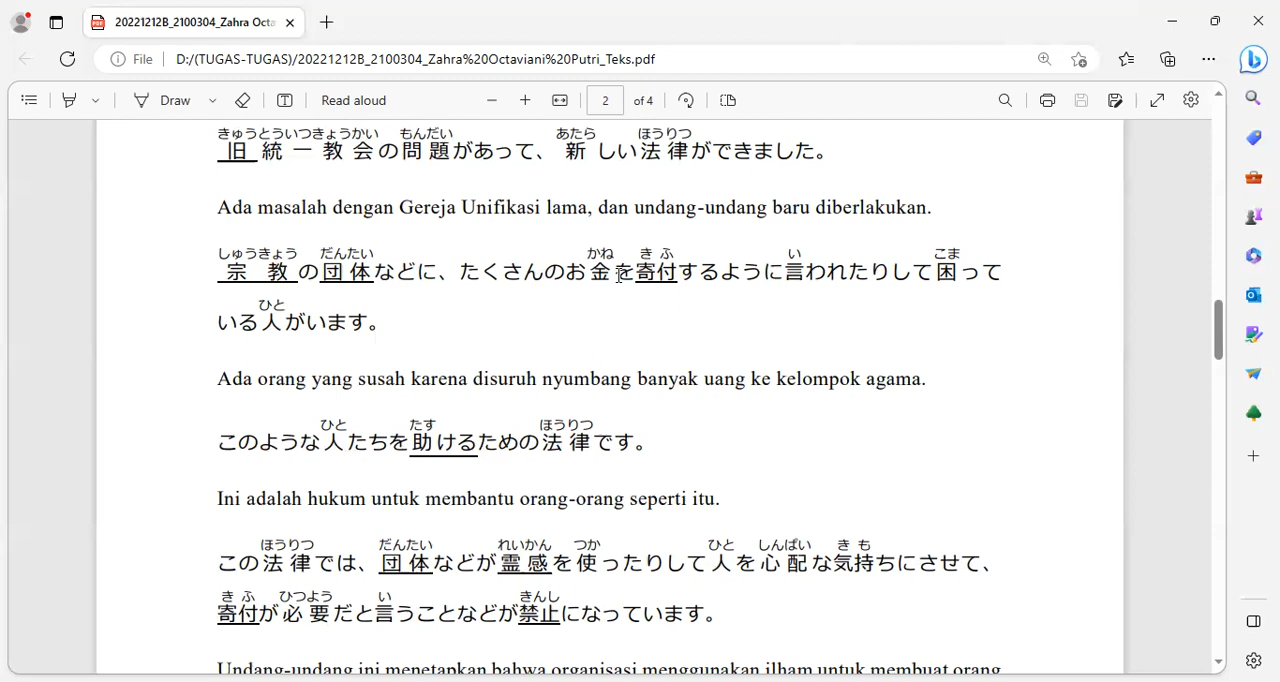 20221212B_2100304_Zahra Octa
File
D:/(TUGAS-TUGAS)/20221212B_2100304_Zahra%20Octaviani%20Putri_Teks.pdf
Draw
Read aloud
2
of 4
きゅうとういつきょうかい もんだい あたら ほうりつ
旧統一教会の問題があって、新しい法律ができました。
Ada masalah dengan Gereja Unifikasi lama, dan undang-undang baru diberlakukan.
しゅうきょう だんたい かね きふ い こま
宗教の団体などに、たくさんのお金を寄付するように言われたりして困って
ひと
いる人がいます。
Ada orang yang susah karena disuruh nyumbang banyak uang ke kelompok agama.
ひと たす ほうりつ
このような人たちを助けるための法律です。
Ini adalah hukum untuk membantu orang-orang seperti itu.
ほうりつ だんたい れいかん つか ひと しんぱい きも
この法律では、団体などが霊感を使ったりして人を心配な気持ちにさせて、
きふ ひつよう い きんし
寄付が必要だと言うことなどが禁止になっています。
Undang-undang ini menetapkan bahwa organisasi menggunakan ilham untuk membuat orang